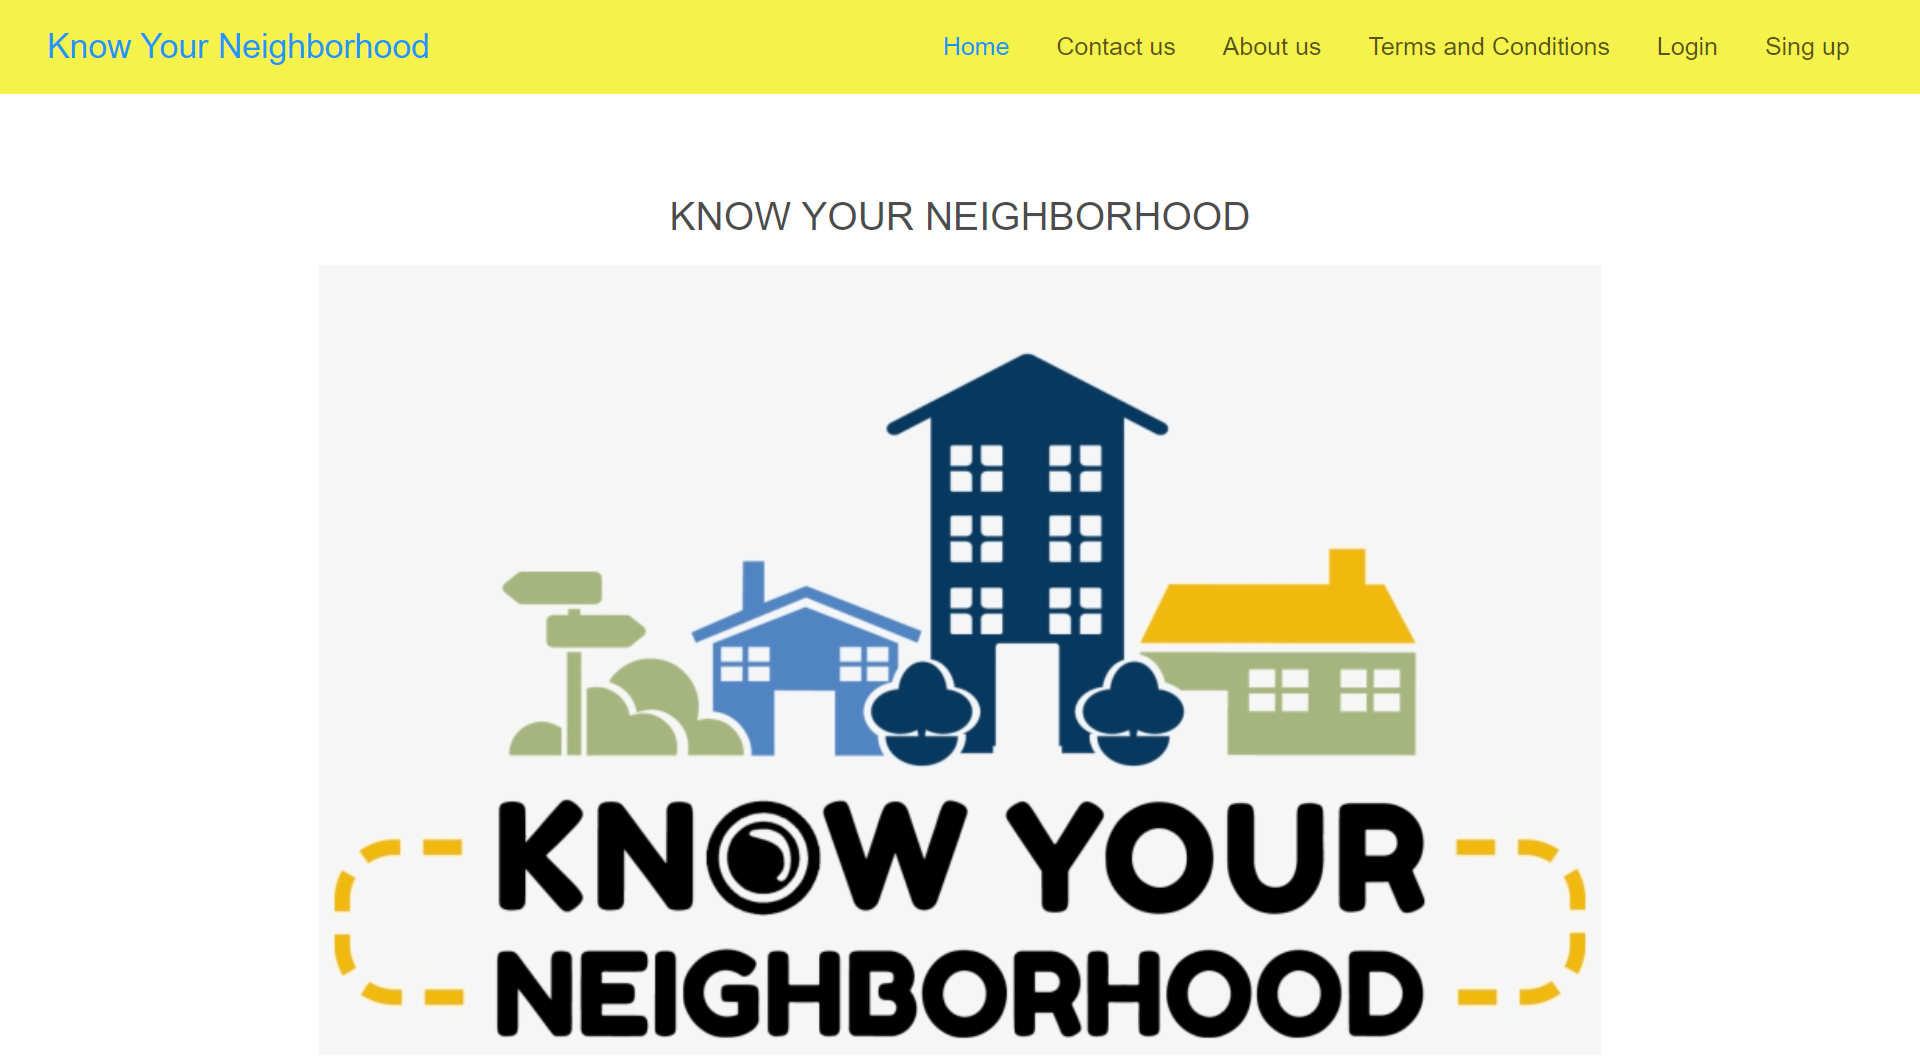 Know Your Neighborhood
Home Contact us About us Terms and Conditions Login Sing up
KNOW YOUR NEIGHBORHOOD
KNOW YOUR
NEIGHBORHOOD